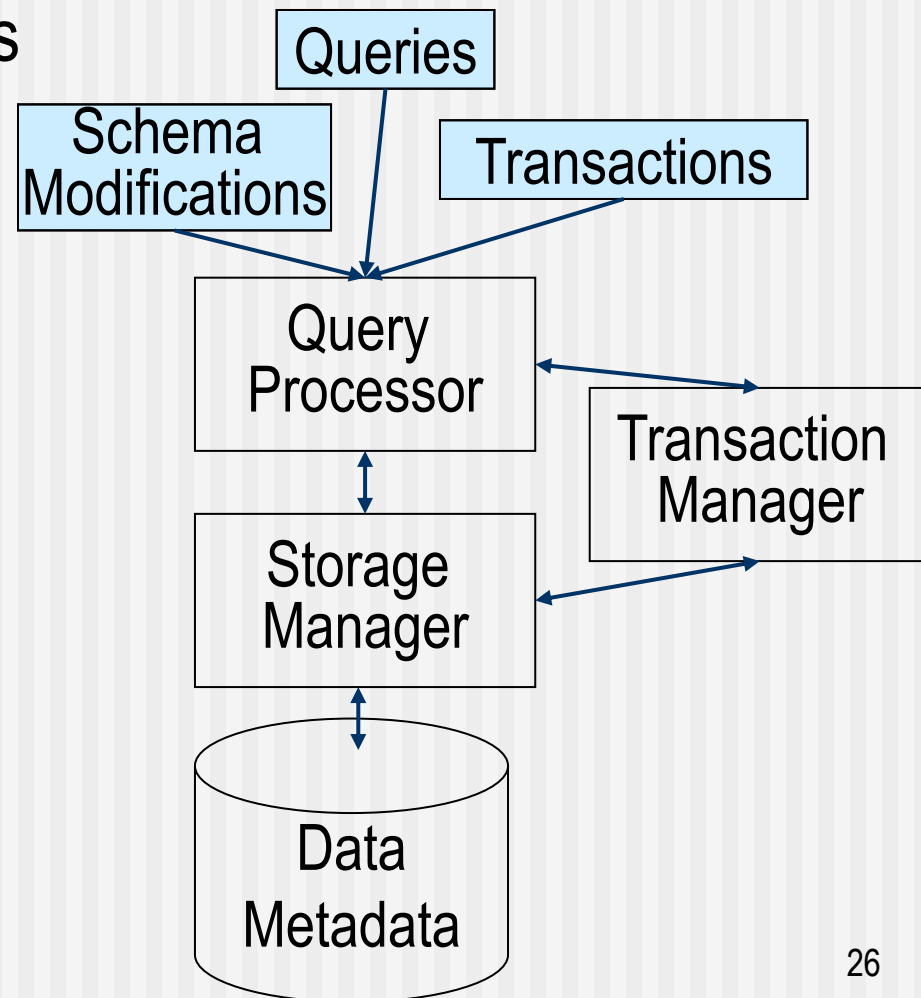 s
Queries
Schema
Modifications
Transactions
Query
Processor
Transaction
Manager
Storage
Manager
Data
Metadata
26